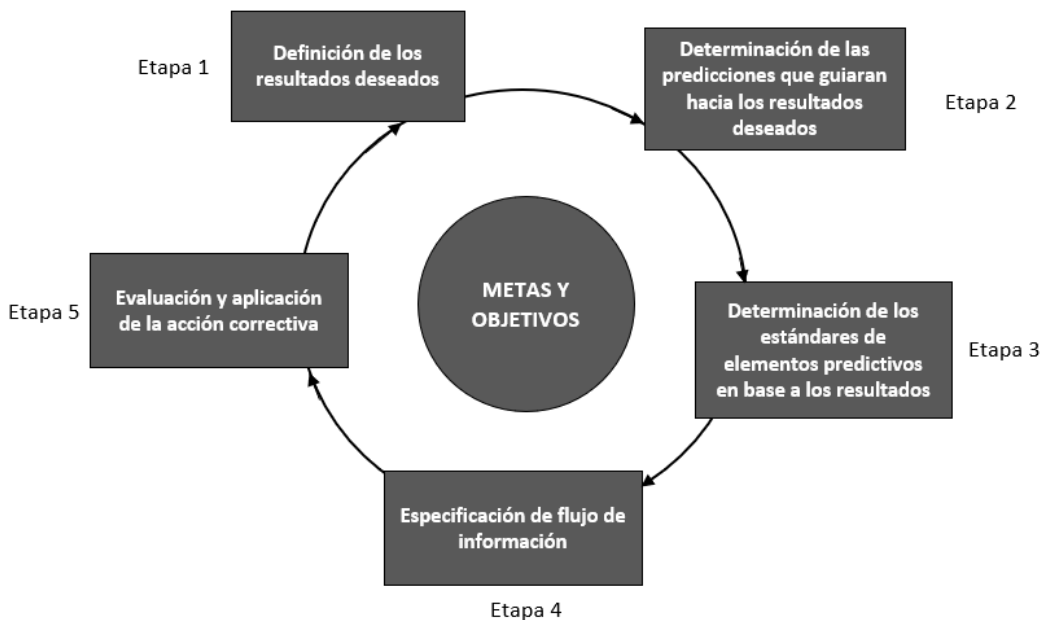 Etapa 1
Definición de los
resultados deseados
Determinación de las
predicciones que guiaran
hacia los resultados
deseados
Etapa 2
METAS Y
OBJETIVOS
Determinación de los
estándares de
elementos predictivos
en base a los resultados
Etapa 3
Especificación de flujo de
información
Etapa 4
Etapa 5
Evaluación y aplicación
de la acción correctiva